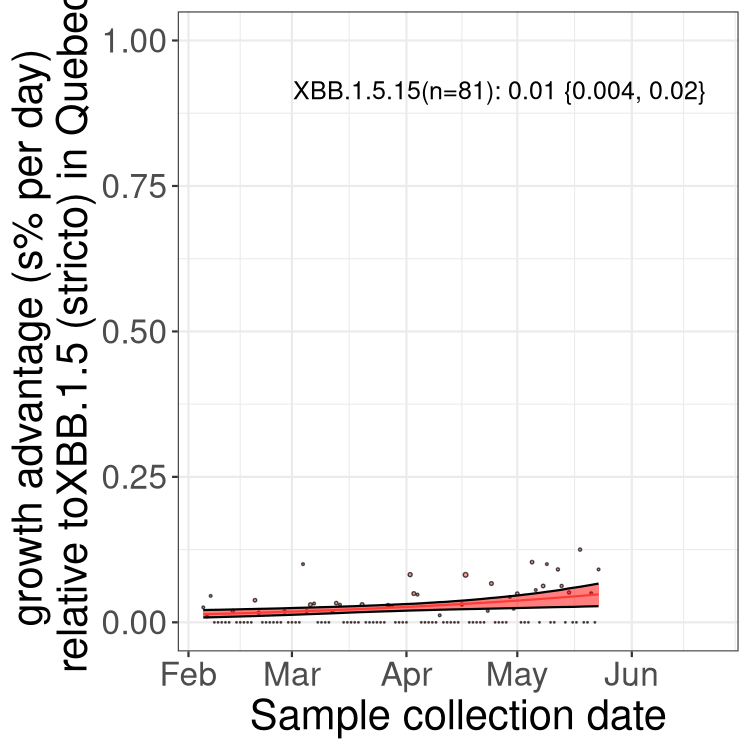 growth advantage (s% per day)
relative toXBB.1.5 (stricto) in Quebec
1.00
0.75
0.50
0.25
0.00
XBB.1.5.15(n=81): 0.01 {0.004, 0.02}
Feb Mar Apr May Jun
Sample collection date